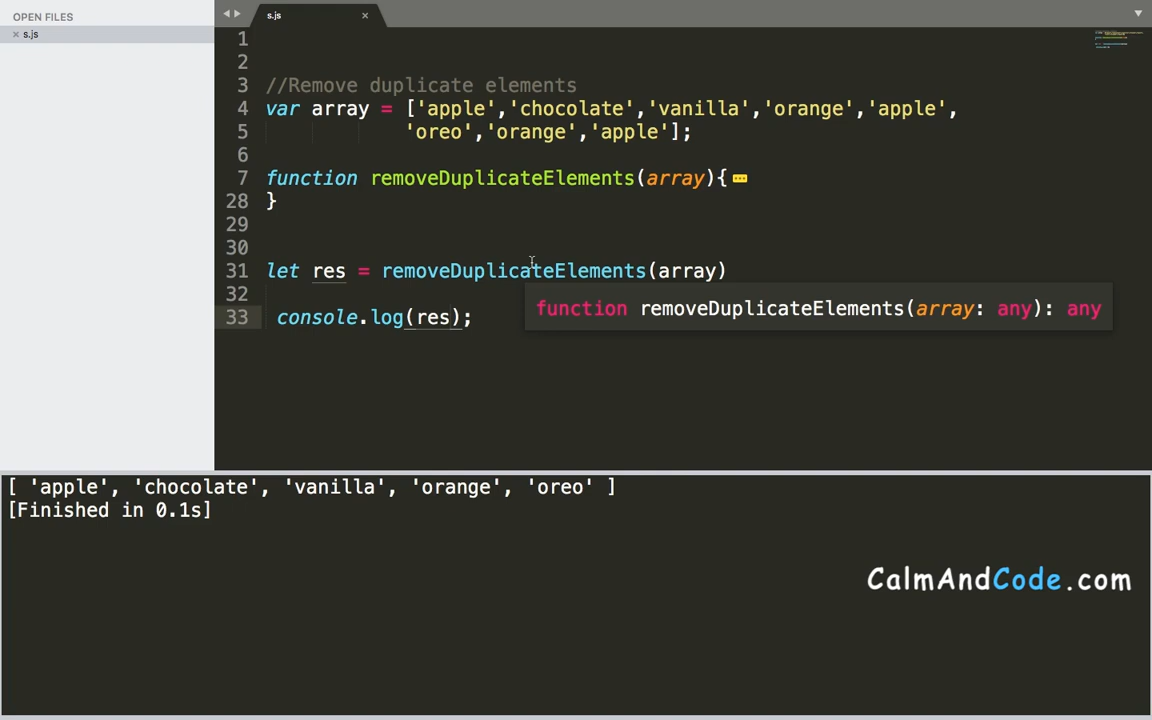 OPEN FILES
s.js
s.js
1
2
3 //Remove duplicate elements
4 var array = ['apple','chocolate','vanilla','orange','apple',
5 'oreo','orange','apple'];
6
7 function removeDuplicateElements(array){
28 }
29
30
31 let res = removeDuplicateElements(array)
32
function removeDuplicateElements(array: any): any
33 console.log(res);
[ 'apple', 'chocolate', 'vanilla', 'orange', 'oreo' ]
[Finished in 0.1s]
CalmAndCode.com